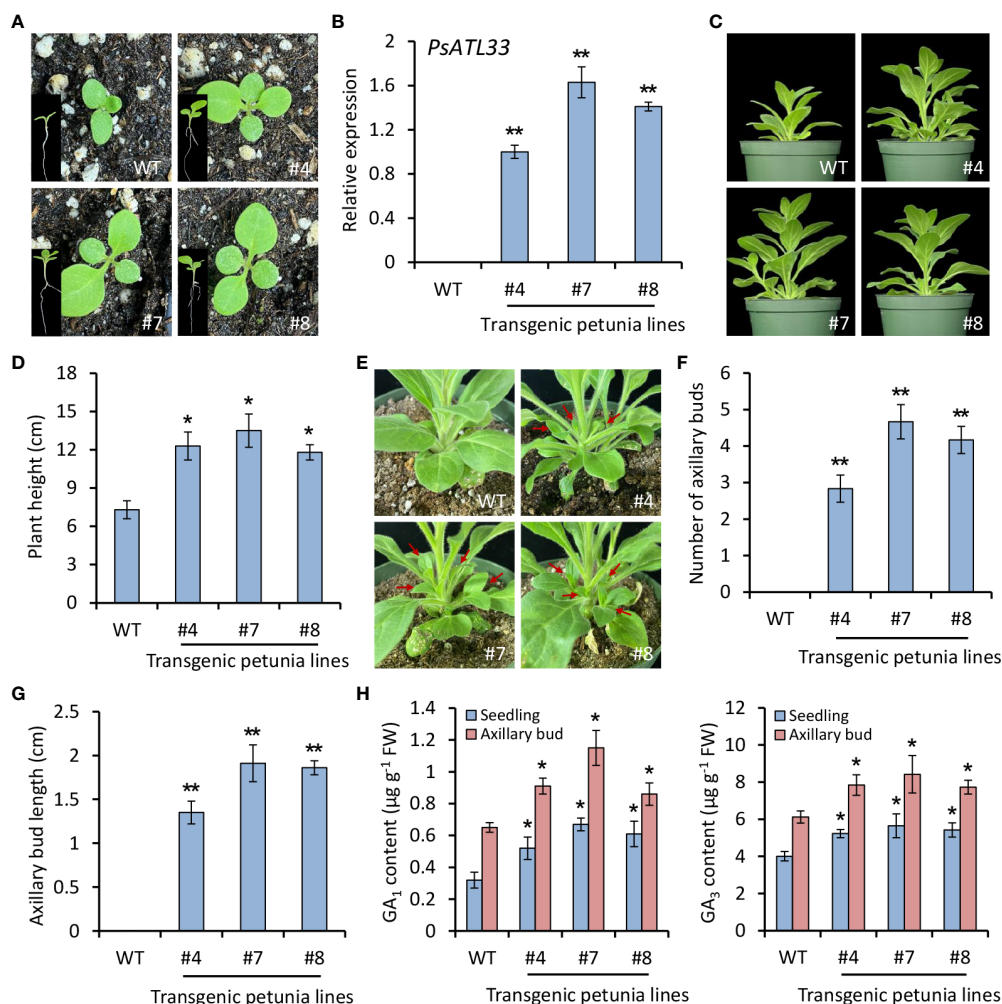 A
WT
#4
#7
#8
B
PsATL33
Relative expression
2
1.6
1.2
0.8
0.4
0
**
**
**
WT #4 #7 #8
Transgenic petunia lines
C
WT
#4
#7
#8
D
Plant height (cm)
18
15
12
9
6
3
0
*
*
*
WT #4 #7 #8
Transgenic petunia lines
E
WT
#4
#7
#8
F
Number of axillary buds
6
5
4
3
2
1
0
**
**
**
WT #4 #7 #8
Transgenic petunia lines
G
Axillary bud length (cm)
2.5
2
1.5
1
0.5
0
**
**
**
WT #4 #7 #8
Transgenic petunia lines
H
GA₁ content (µg g⁻¹ FW)
1.4
1.2
1
0.8
0.6
0.4
0.2
0
Seedling
Axillary bud
*
*
*
*
*
*
WT #4 #7 #8
Transgenic petunia lines
GA₃ content (µg g⁻¹ FW)
12
10
8
6
4
2
0
Seedling
Axillary bud
*
*
*
*
*
*
WT #4 #7 #8
Transgenic petunia lines